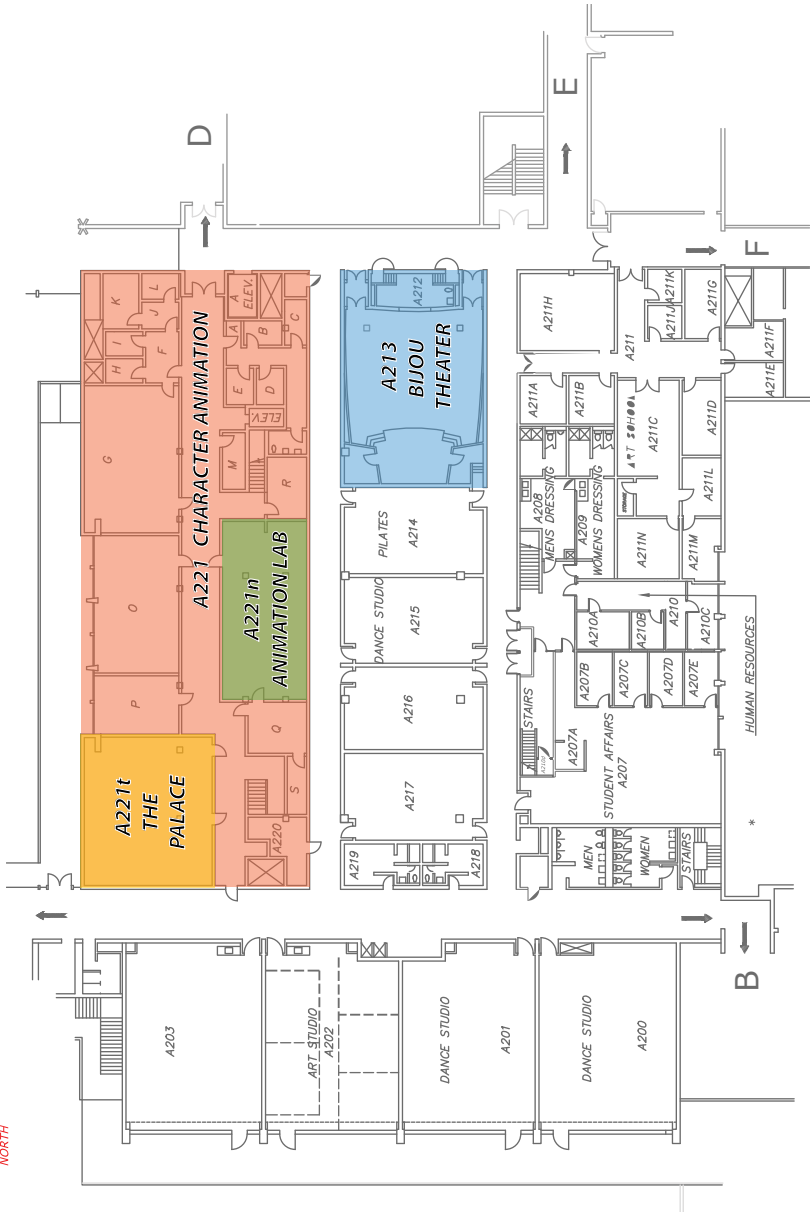 E
D
F
A
ELEV.
K
L
J
I
H
F
A
B
C
E
D
ELEV.
G
M
R
A221 CHARACTER ANIMATION
A221n
ANIMATION LAB
O
P
Q
S
A220
A221t
THE
PALACE
A212
A213
BIJOU
THEATER
PILATES
A214
DANCE STUDIO
A215
A216
A217
A219
A218
A211H
A211
A211K
A211J
A211G
A211F
A211E
A211A
A211B
ART SCHOOL
A211C
A211D
A208
MENS DRESSING
A209
WOMENS DRESSING
STORAGE
A211L
A211N
A211M
A210A
A210B
A210
A210C
HUMAN RESOURCES
STAIRS
A207B
A207C
A207D
A207E
A207A
STUDENT AFFAIRS
A207
MEN
WOMEN
STAIRS
*
B
A203
ART STUDIO
A202
DANCE STUDIO
A201
DANCE STUDIO
A200
NORTH